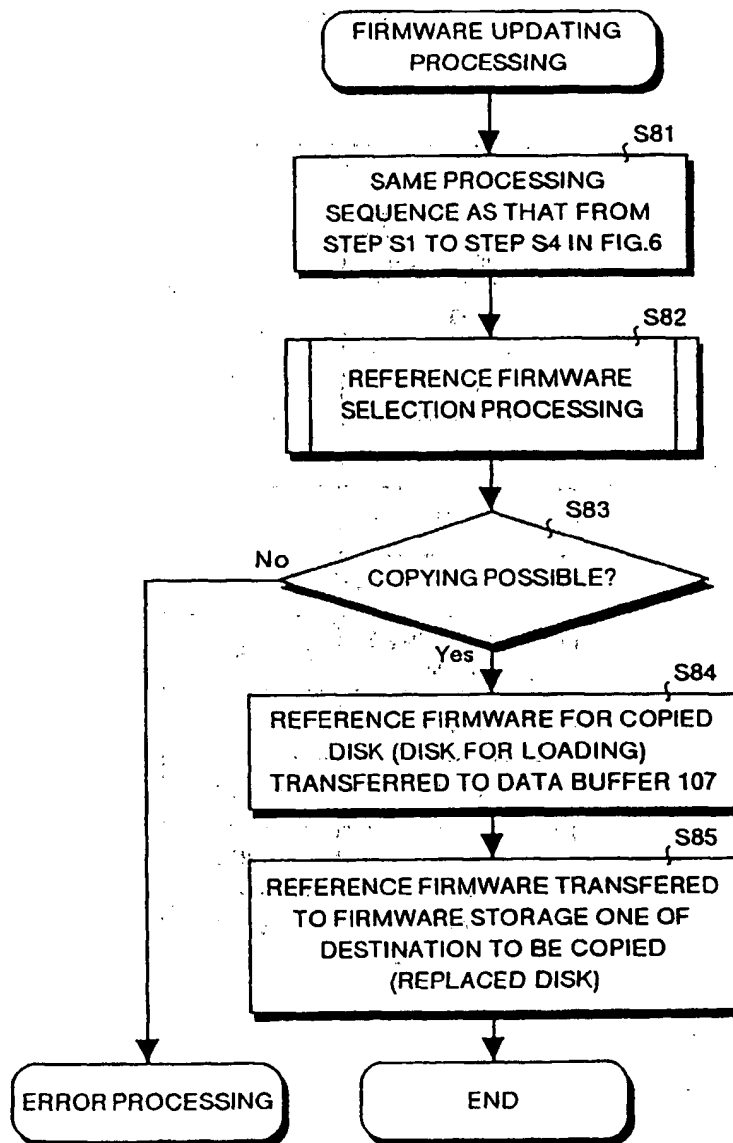 FIRMWARE UPDATING
PROCESSING
S81
SAME PROCESSING
SEQUENCE AS THAT FROM
STEP S1 TO STEP S4 IN FIG.6
S82
REFERENCE FIRMWARE
SELECTION PROCESSING
S83
No
COPYING POSSIBLE?
Yes
S84
REFERENCE FIRMWARE FOR COPIED
DISK (DISK FOR LOADING)
TRANSFERRED TO DATA BUFFER 107
S85
REFERENCE FIRMWARE TRANSFERED
TO FIRMWARE STORAGE ONE OF
DESTINATION TO BE COPIED
(REPLACED DISK)
ERROR PROCESSING
END